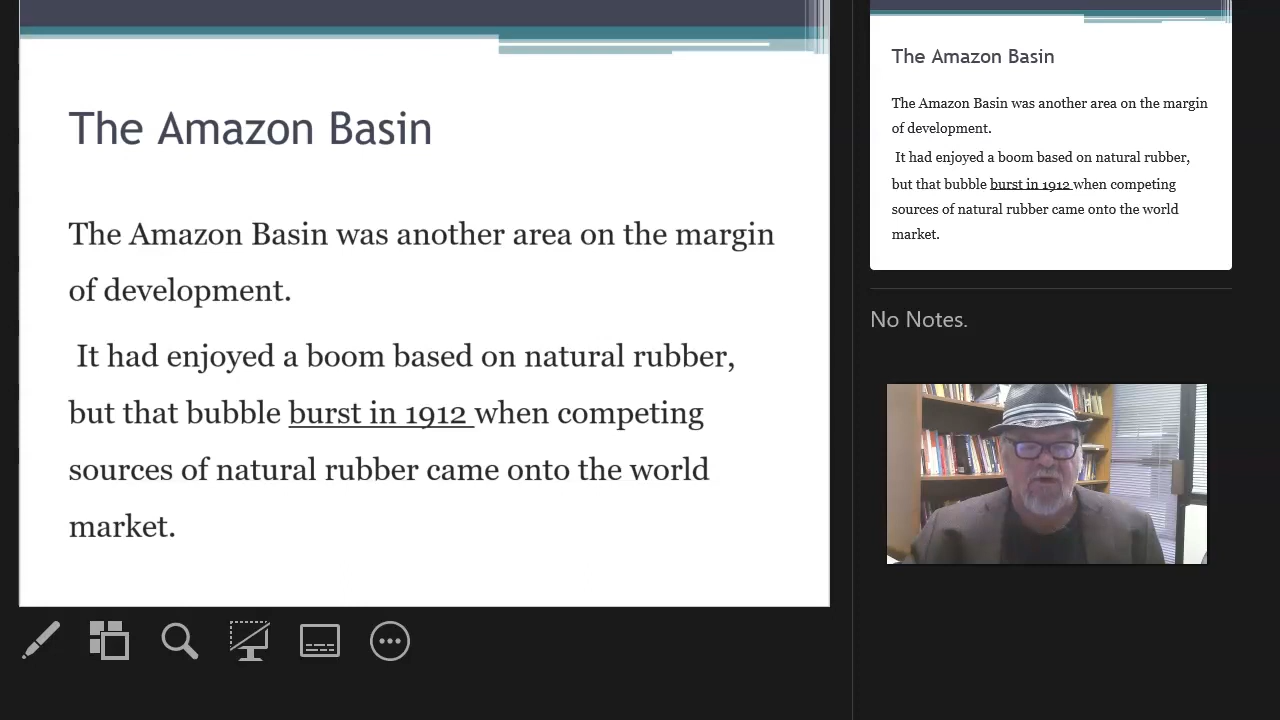 The Amazon Basin
The Amazon Basin was another area on the margin
of development.
It had enjoyed a boom based on natural rubber,
but that bubble burst in 1912 when competing
sources of natural rubber came onto the world
market.
The Amazon Basin
The Amazon Basin was another area on the margin
of development.
It had enjoyed a boom based on natural rubber,
but that bubble burst in 1912 when competing
sources of natural rubber came onto the world
market.
No Notes.